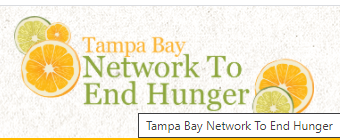 Tampa Bay
Network To
End Hunger
Tampa Bay Network To End Hunger